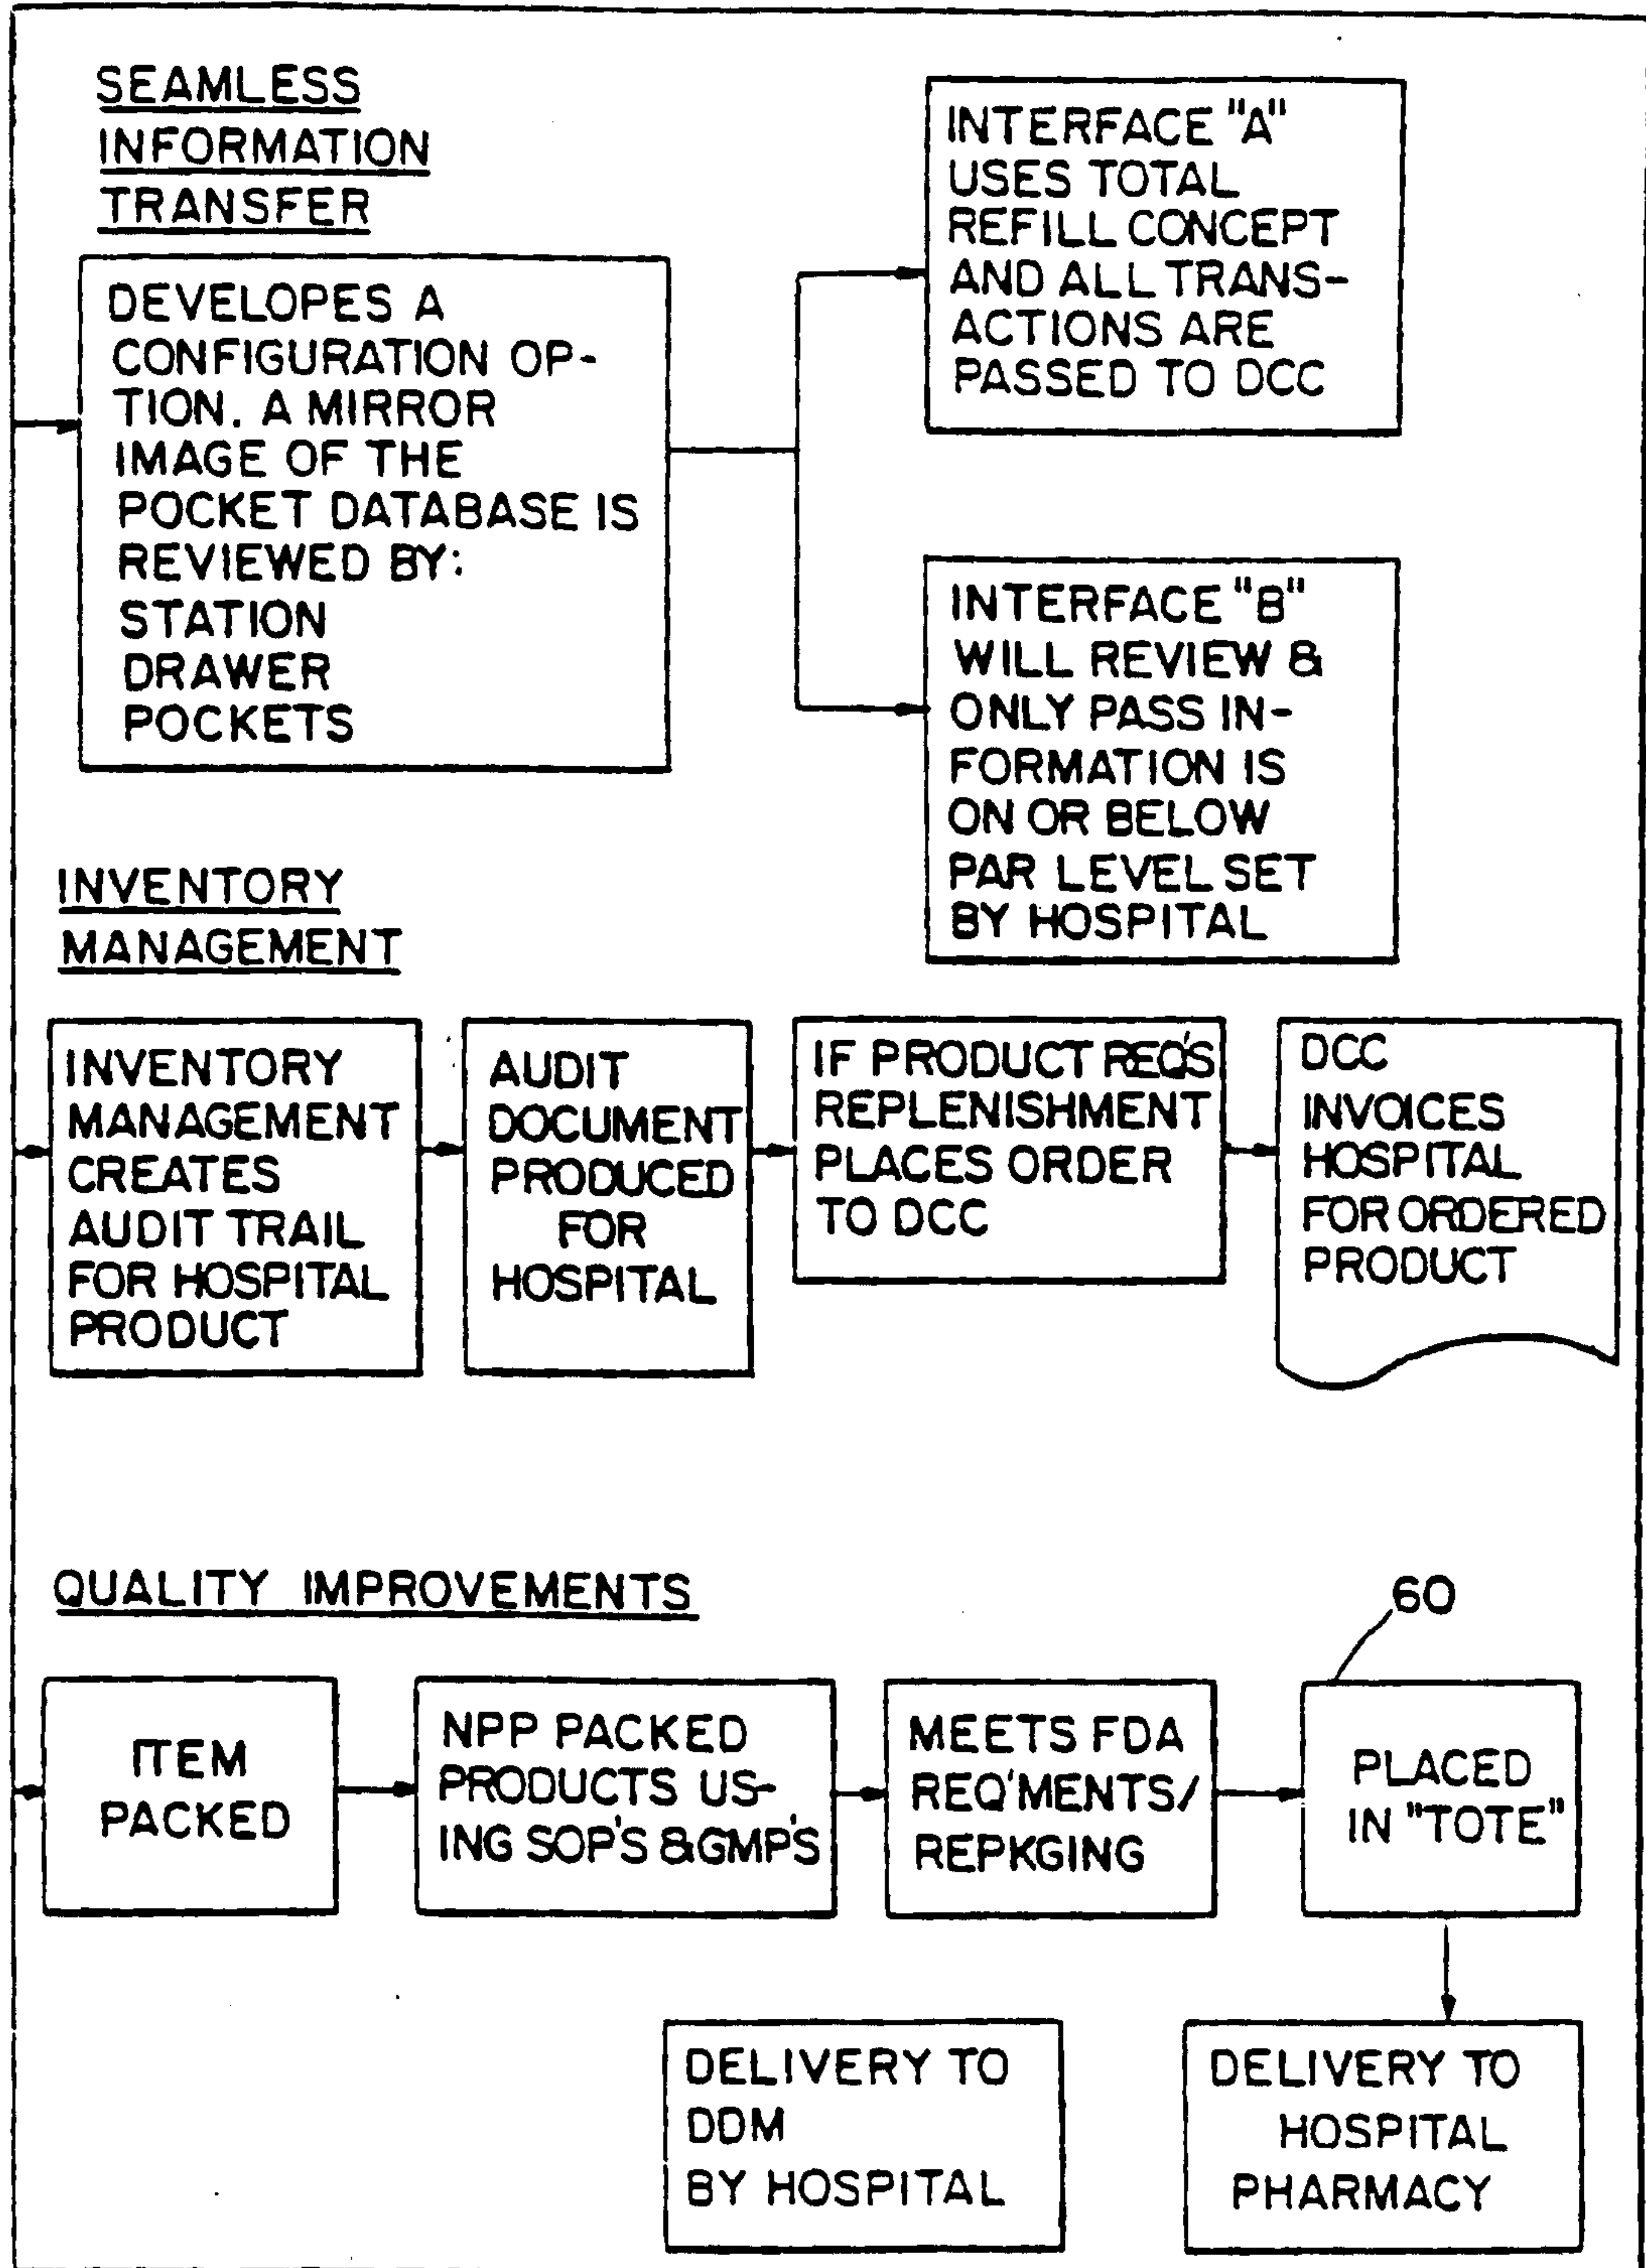 SEAMLESS
INFORMATION
TRANSFER
DEVELOPES A
CONFIGURATION OP-
TION. A MIRROR
IMAGE OF THE
POCKET DATABASE IS
REVIEWED BY:
STATION
DRAWER
POCKETS
INTERFACE "A"
USES TOTAL
REFILL CONCEPT
AND ALL TRANS-
ACTIONS ARE
PASSED TO DCC
INTERFACE "B"
WILL REVIEW &
ONLY PASS IN-
FORMATION IS
ON OR BELOW
PAR LEVEL SET
BY HOSPITAL
INVENTORY
MANAGEMENT
INVENTORY
MANAGEMENT
CREATES
AUDIT TRAIL
FOR HOSPITAL
PRODUCT
AUDIT
DOCUMENT
PRODUCED
FOR
HOSPITAL
IF PRODUCT REQ'S
REPLENISHMENT
PLACES ORDER
TO DCC
DCC
INVOICES
HOSPITAL
FOR ORDERED
PRODUCT
QUALITY IMPROVEMENTS
60
ITEM
PACKED
NPP PACKED
PRODUCTS US-
ING SOP'S & GMP'S
MEETS FDA
REQ'MENTS/
REPKGING
PLACED
IN "TOTE"
DELIVERY TO
DDM
BY HOSPITAL
DELIVERY TO
HOSPITAL
PHARMACY